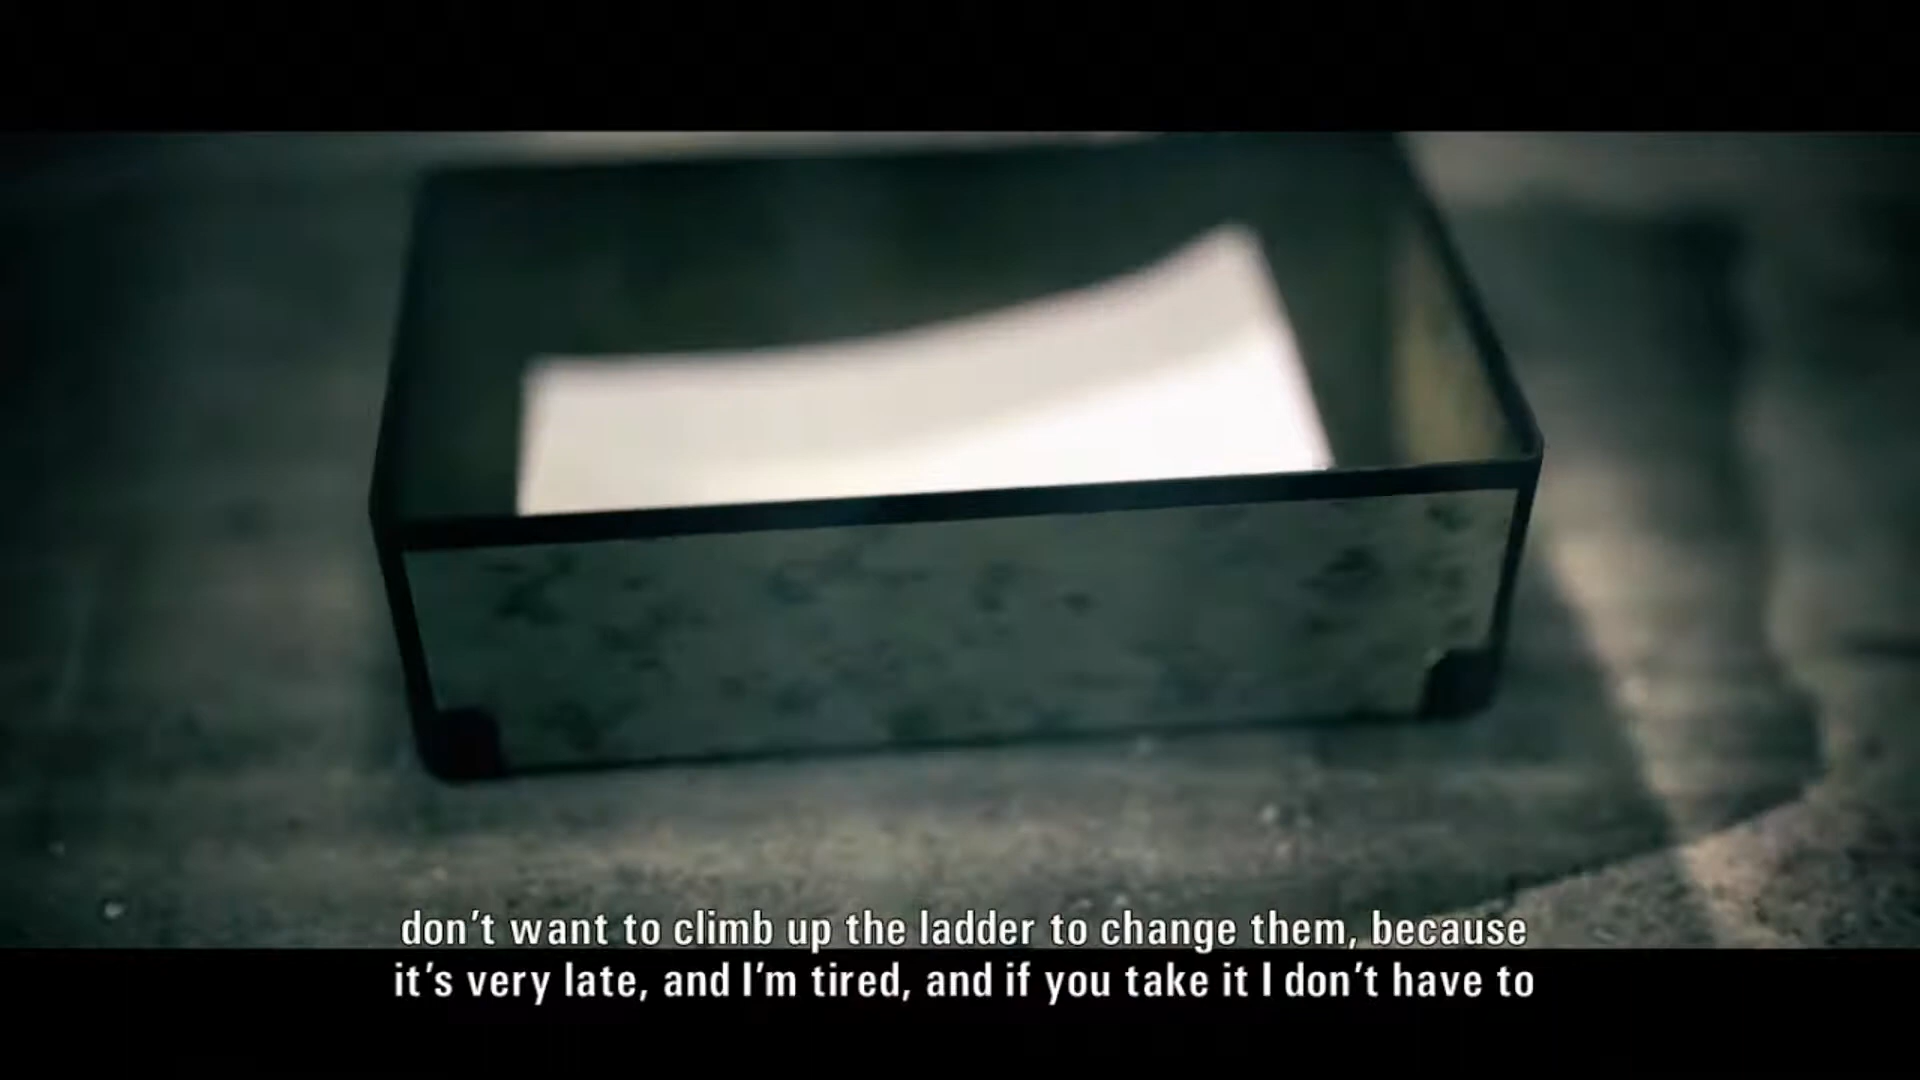 don't want to climb up the ladder to change them, because
it's very late, and I'm tired, and if you take it I don't have to